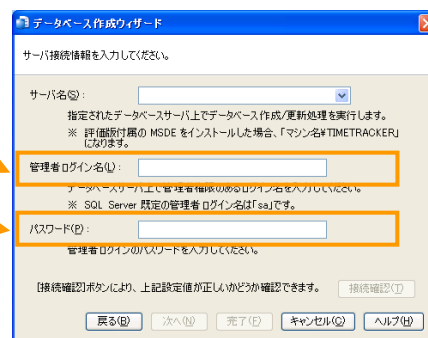 データベース作成ウィザード
サーバ接続情報を入力してください。
サーバ名(S):
指定されたデータベースサーバ上でデータベース作成/更新処理を実行します。
※ 評価版付属の MSDE をインストールした場合、「マシン名¥TIMETRACKER」
になります。
管理者ログイン名(L):
データベースサーバ上で管理者権限のあるログイン名を入力してください。
※ SQL Server 既定の管理者ログイン名は「sa」です。
パスワード(P):
管理者ログインのパスワードを入力してください。
[接続確認]ボタンにより、上記設定値が正しいかどうか確認できます。
接続確認(T)
戻る(B) 次へ(N) 完了(F) キャンセル(C) ヘルプ(H)